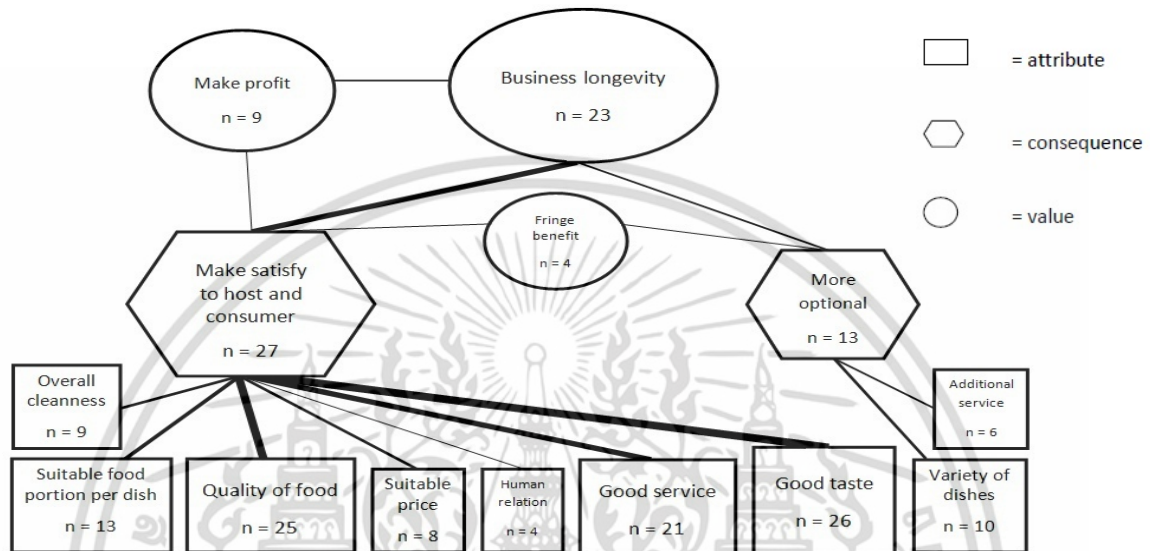 Make profit
n = 9
Business longevity
n = 23
= attribute
= consequence
= value
Fringe
benefit
n = 4
Make satisfy
to host and
consumer
n = 27
More
optional
n = 13
Overall
cleanness
n = 9
Additional
service
n = 6
Suitable food
portion per dish
n = 13
Quality of food
n = 25
Suitable
price
n = 8
Human
relation
n = 4
Good service
n = 21
Good taste
n = 26
Variety of
dishes
n = 10